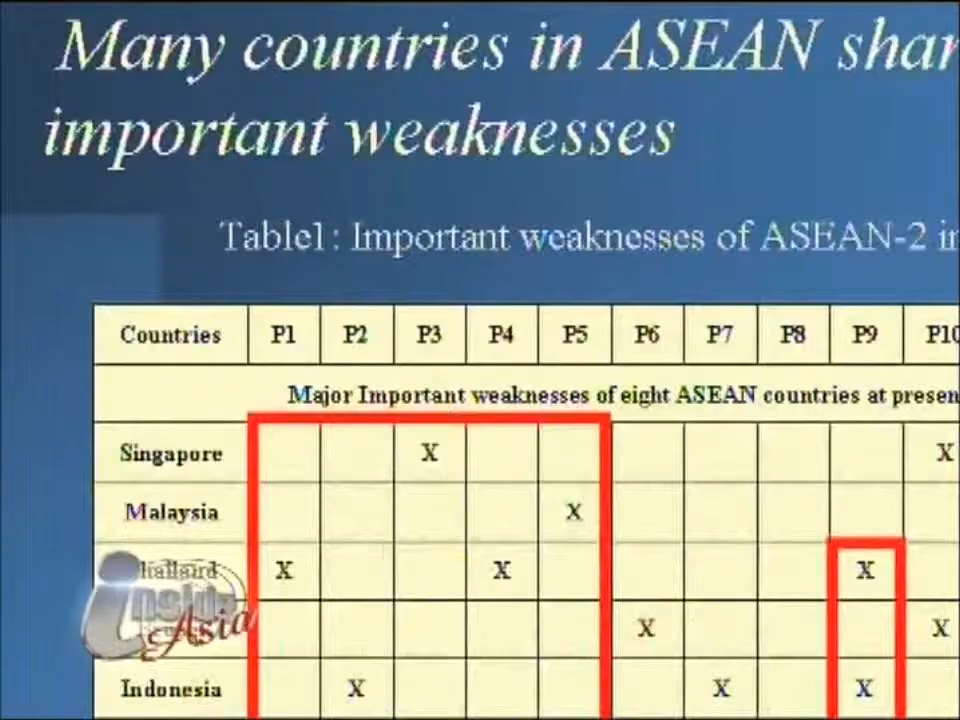 Many countries in ASEAN shar
important weaknesses
Table1: Important weaknesses of ASEAN-2 in
Countries P1 P2 P3 P4 P5 P6 P7 P8 P9 P10
Major Important weaknesses of eight ASEAN countries at presen
Singapore X X
Malaysia X
Thailand X X X
X X
Indonesia X X X
inside Asia